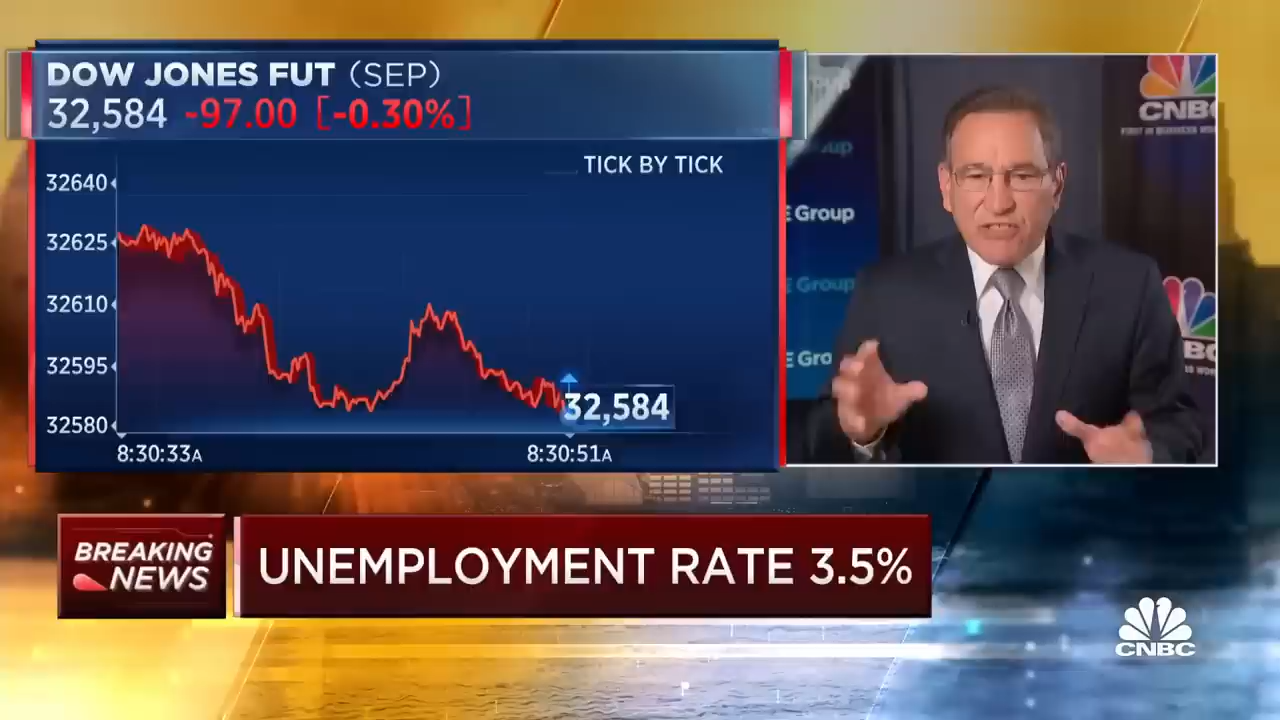 DOW JONES FUT (SEP)
32,584 -97.00 [-0.30%]
TICK BY TICK
32640
32625
32610
32595
32580
32,584
8:30:33A
8:30:51A
Group
CNBC
BREAKING
NEWS
UNEMPLOYMENT RATE 3.5%
CNBC